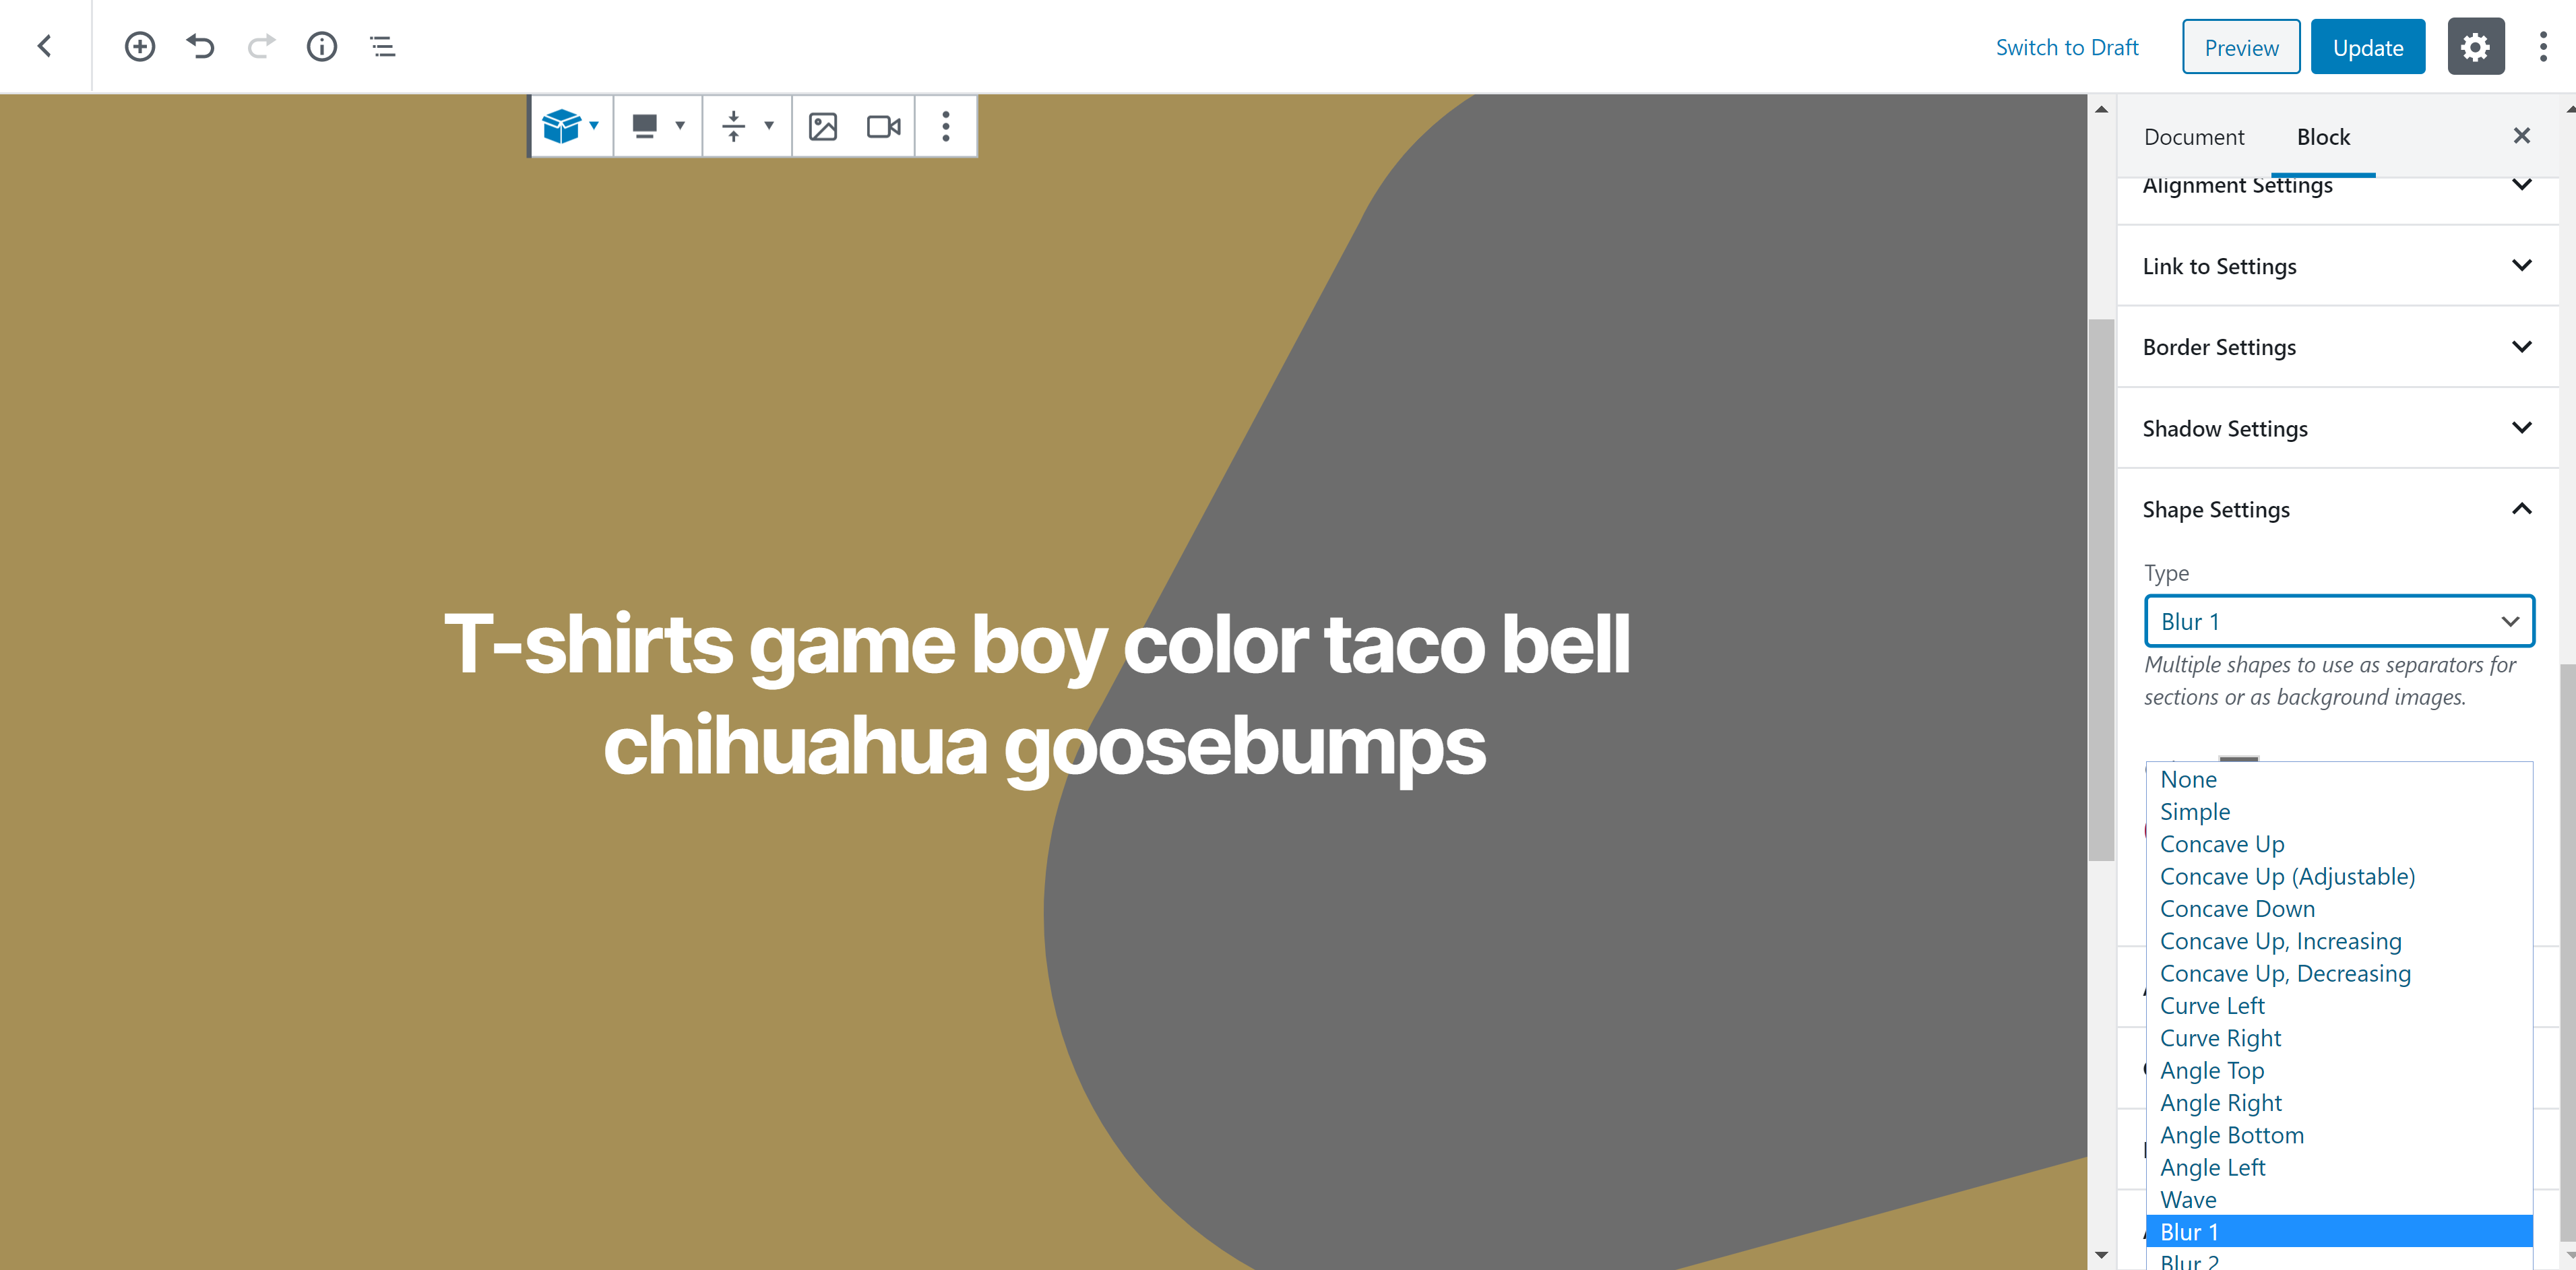 Switch to Draft
Preview
Update
Document
Block
Alignment Settings
Link to Settings
Border Settings
Shadow Settings
Shape Settings
Type
Blur 1
Multiple shapes to use as separators for
sections or as background images.
None
Simple
Concave Up
Concave Up (Adjustable)
Concave Down
Concave Up, Increasing
Concave Up, Decreasing
Curve Left
Curve Right
Angle Top
Angle Right
Angle Bottom
Angle Left
Wave
Blur 1
Blur 2
T-shirts game boy color taco bell
chihuahua goosebumps